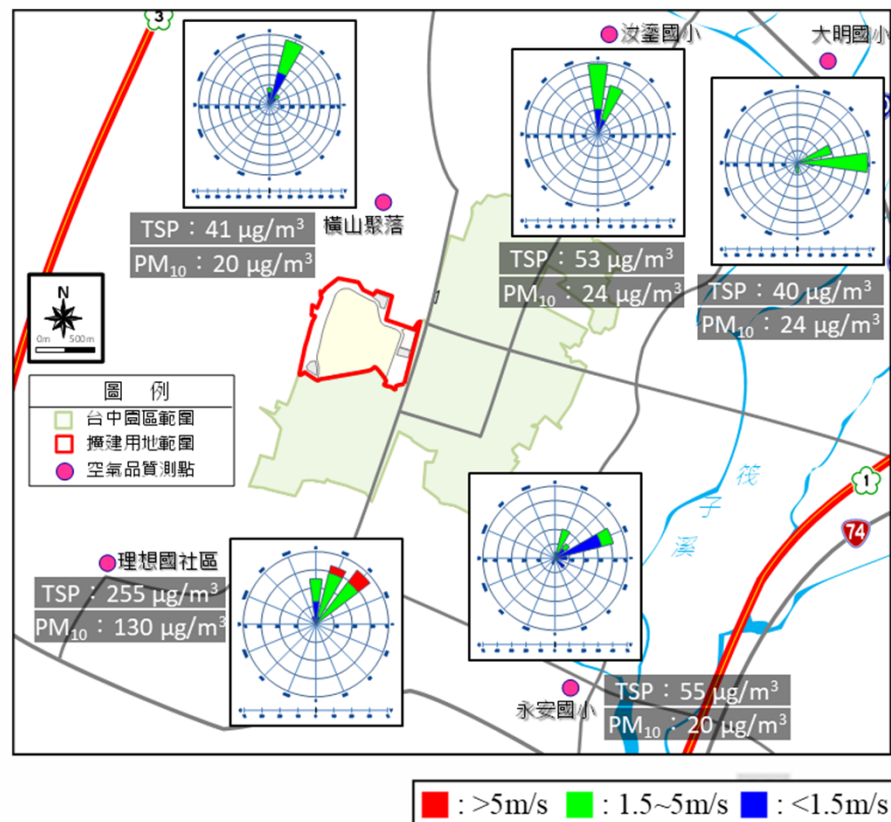 3
汝鎏國小
大明國小
TSP：41 μg/m³
PM₁₀：20 μg/m³
橫山聚落
TSP：53 μg/m³
PM₁₀：24 μg/m³
TSP：40 μg/m³
PM₁₀：24 μg/m³
N
0m 500m
圖 例
台中園區範圍
擴建用地範圍
空氣品質測點
筏
子
溪
1
74
理想國社區
TSP：255 μg/m³
PM₁₀：130 μg/m³
永安國小
TSP：55 μg/m³
PM₁₀：20 μg/m³
: >5m/s : 1.5~5m/s : <1.5m/s